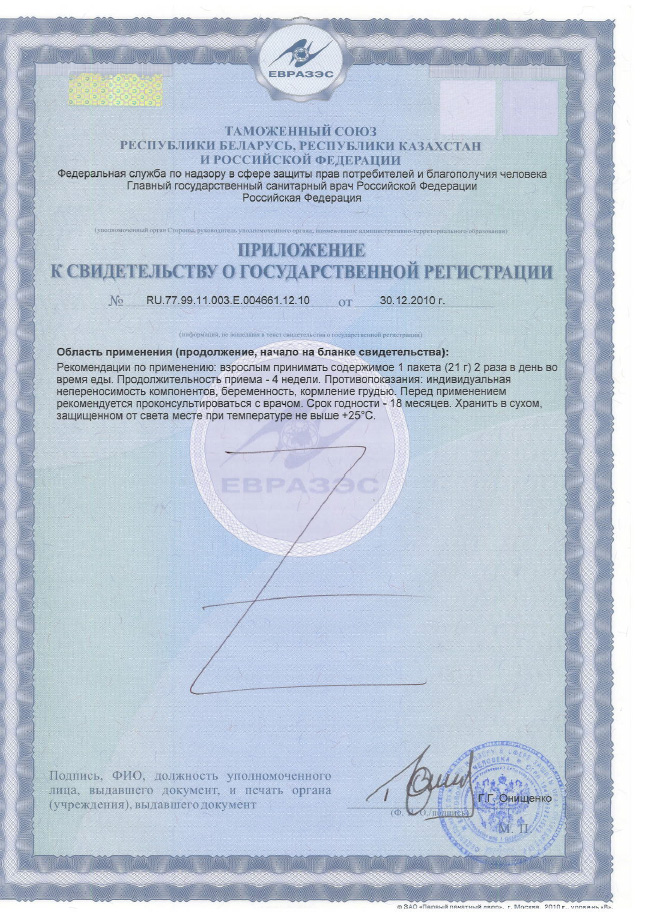 ЕВРАЗЭС
ТАМОЖЕННЫЙ СОЮЗ
РЕСПУБЛИКИ БЕЛАРУСЬ, РЕСПУБЛИКИ КАЗАХСТАН
И РОССИЙСКОЙ ФЕДЕРАЦИИ
Федеральная служба по надзору в сфере защиты прав потребителей и благополучия человека
Главный государственный санитарный врач Российской Федерации
Российская Федерация
(уполномоченный орган Стороны, руководитель уполномоченного органа, наименование административно-территориального образования)
ПРИЛОЖЕНИЕ
К СВИДЕТЕЛЬСТВУ О ГОСУДАРСТВЕННОЙ РЕГИСТРАЦИИ
№ RU.77.99.11.003.Е.004661.12.10 от 30.12.2010 г.
(информация, не вошедшая в текст свидетельства о государственной регистрации)
Область применения (продолжение, начало на бланке свидетельства):
Рекомендации по применению: взрослым принимать содержимое 1 пакета (21 г) 2 раза в день во
время еды. Продолжительность приема - 4 недели. Противопоказания: индивидуальная
непереносимость компонентов, беременность, кормление грудью. Перед применением
рекомендуется проконсультироваться с врачом. Срок годности - 18 месяцев. Хранить в сухом,
защищенном от света месте при температуре не выше +25°С.
ЕВРАЗЭС
Подпись, ФИО, должность уполномоченного
лица, выдавшего документ, и печать органа
(учреждения), выдавшего документ
Г.Г. Онищенко
М. П.
© ЗАО «Первый печатный двор», г. Москва, 2010 г., уровень «В».